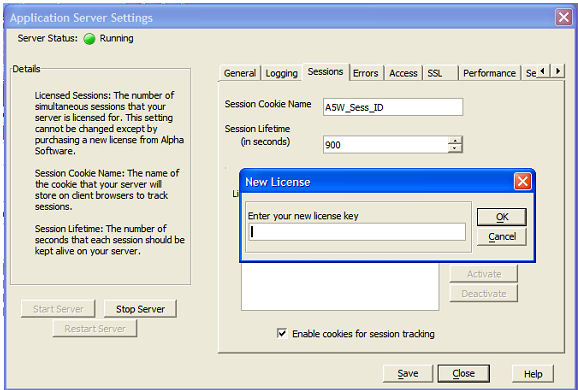 Application Server Settings
Server Status: Running
Details
Licensed Sessions: The number of
simultaneous sessions that your
server is licensed for. This setting
cannot be changed except by
purchasing a new license from Alpha
Software.
Session Cookie Name: The name of
the cookie that your server will
store on client browsers to track
sessions.
Session Lifetime: The number of
seconds that each session should be
kept alive on your server.
Start Server Stop Server
Restart Server
General Logging Sessions Errors Access SSL Performance Se
Session Cookie Name A5W_Sess_ID
Session Lifetime
(in seconds) 900
New License
Enter your new license key
OK
Cancel
Activate
Deactivate
Enable cookies for session tracking
Save Close Help